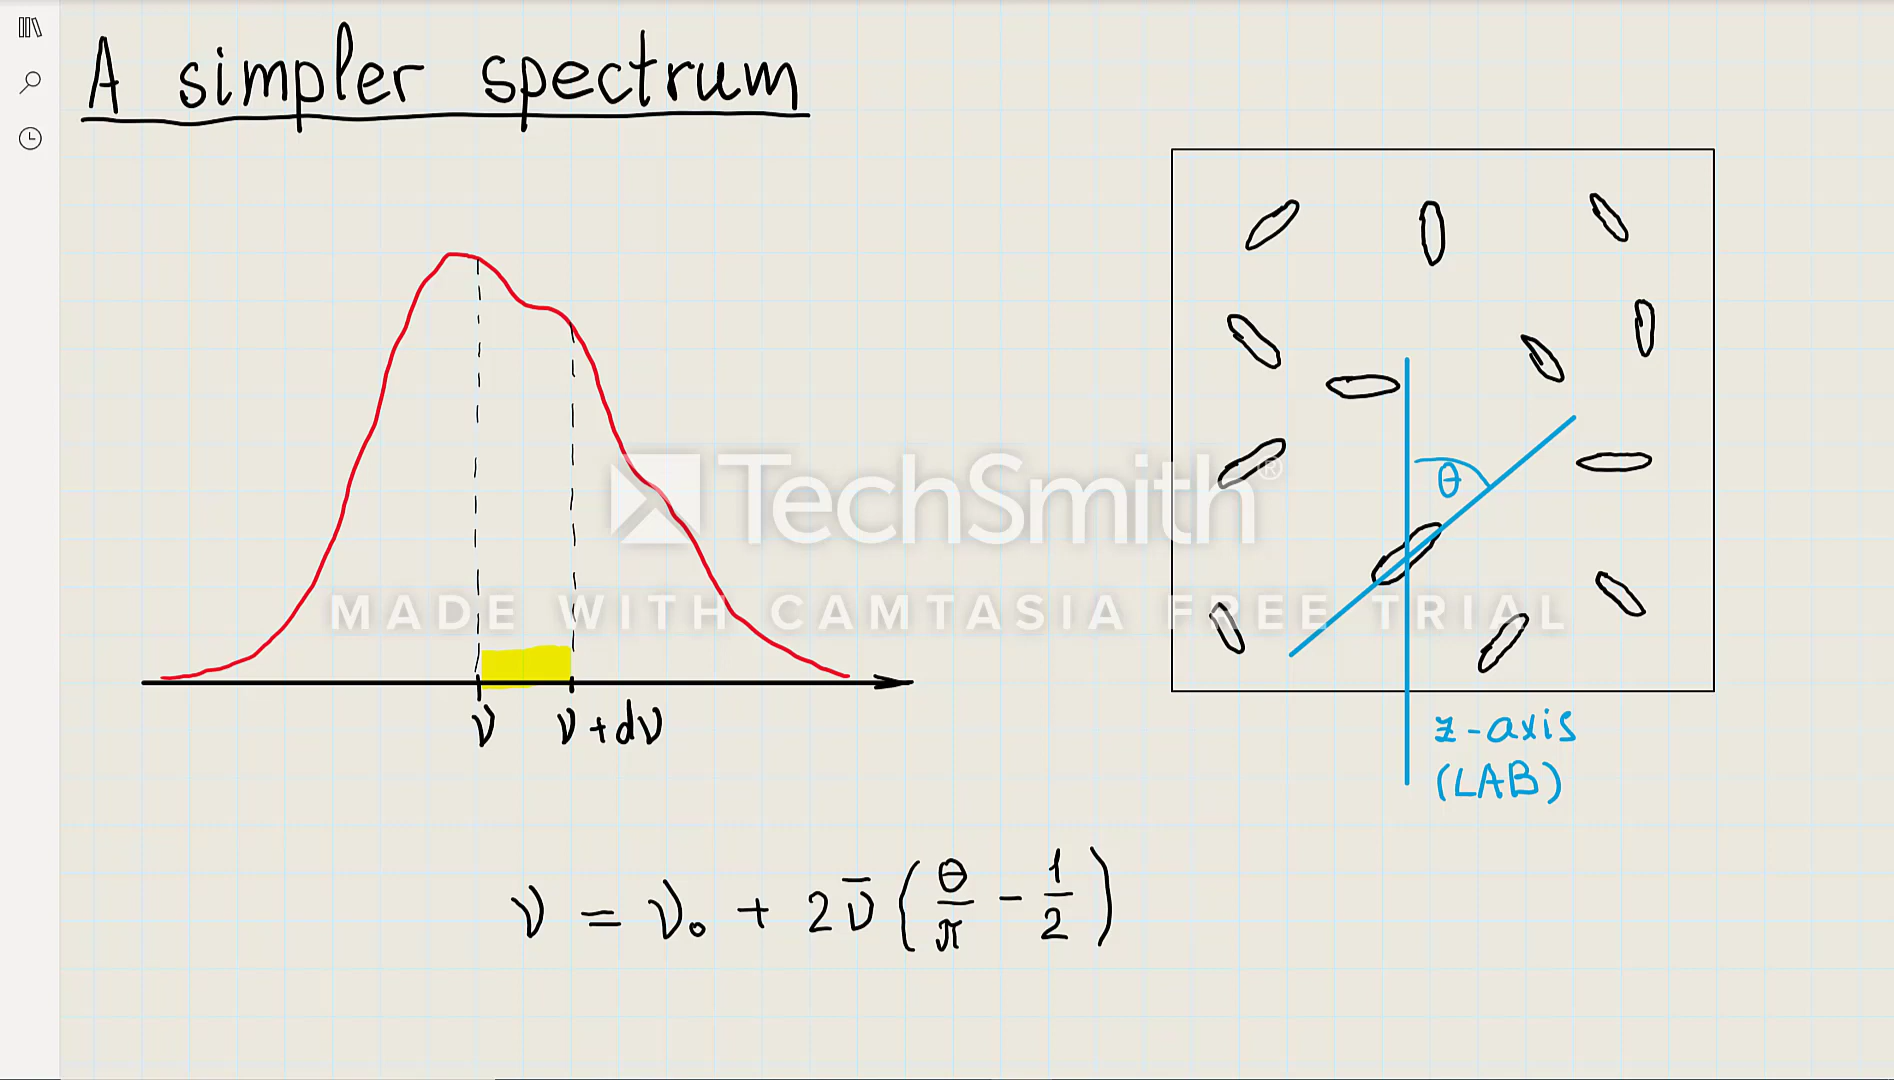 A simpler spectrum
θ
ν ν+dν
z-axis
(LAB)
ν = ν₀ + 2ν̄(θ/π - 1/2)
TechSmith®
MADE WITH CAMTASIA FREE TRIAL